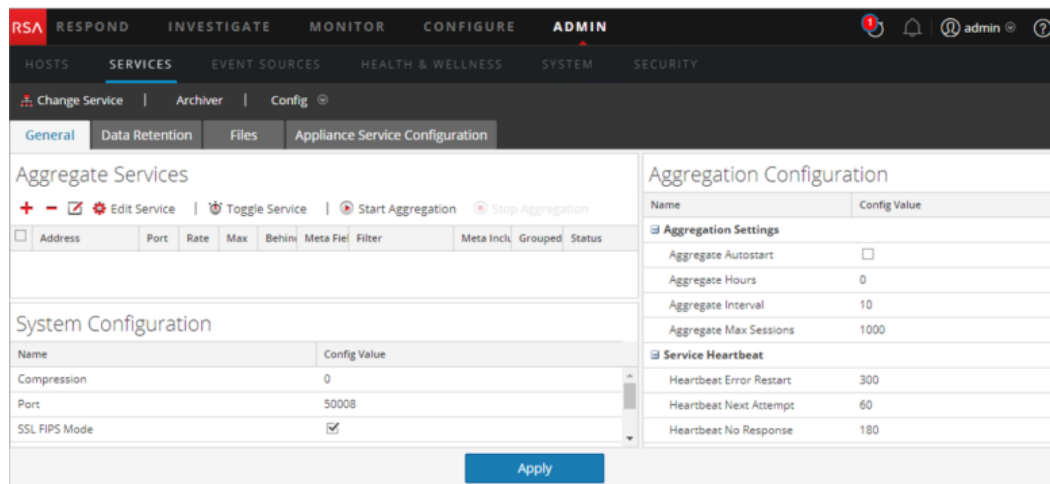 RSA RESPOND INVESTIGATE MONITOR CONFIGURE ADMIN 1 admin ?
HOSTS SERVICES EVENT SOURCES HEALTH & WELLNESS SYSTEM SECURITY
Change Service | Archiver | Config
General Data Retention Files Appliance Service Configuration
Aggregate Services
Edit Service | Toggle Service | Start Aggregation Stop Aggregation
Address Port Rate Max Behin Meta Fiel Filter Meta Inclu Grouped Status
System Configuration
Name Config Value
Compression 0
Port 50008
SSL FIPS Mode
Aggregation Configuration
Name Config Value
Aggregation Settings
Aggregate Autostart
Aggregate Hours 0
Aggregate Interval 10
Aggregate Max Sessions 1000
Service Heartbeat
Heartbeat Error Restart 300
Heartbeat Next Attempt 60
Heartbeat No Response 180
Apply